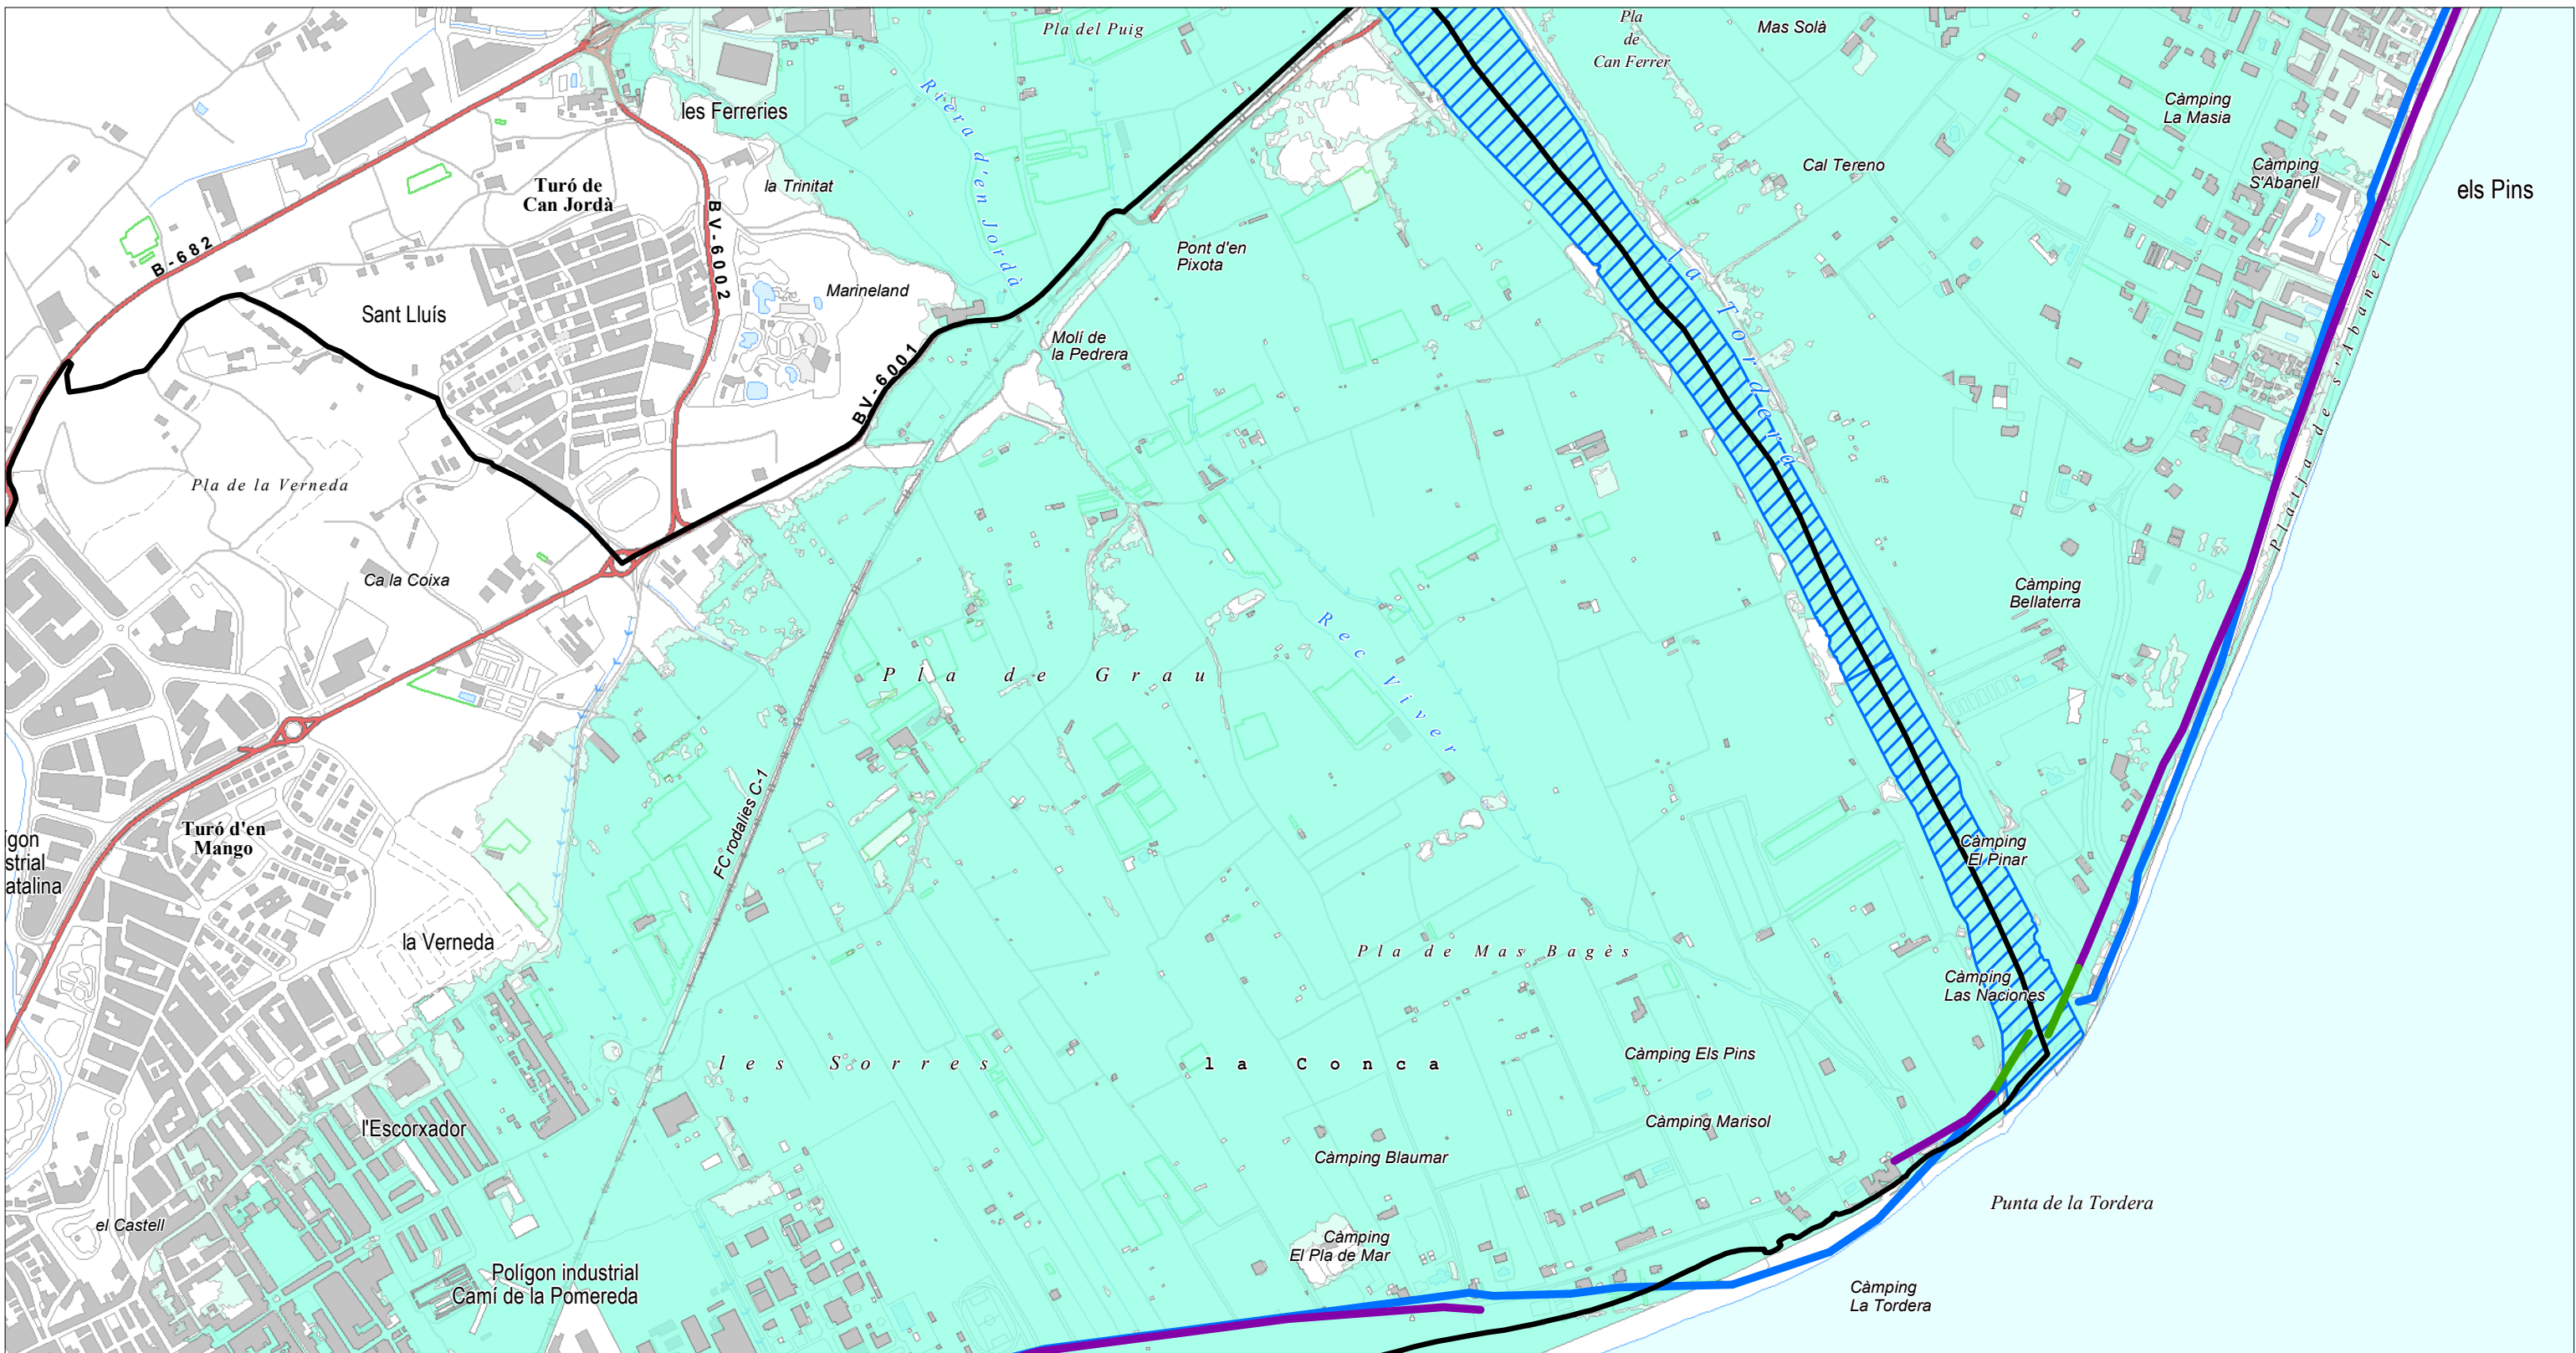 Pla del Puig
Pla
de
Can Ferrer
Mas Solà
les Ferreries
Riera d'en Jordà
Càmping
La Masia
Turó de
Can Jordà
la Trinitat
Cal Tereno
Càmping
S'Abanell
els Pins
B-682
BV-6002
Pont d'en
Pixota
Sant Lluís
Marineland
la Tordera
Molí de
la Pedrera
BV-6001
Platja de s'Abanell
Pla de la Verneda
Ca la Coixa
Càmping
Bellaterra
Rec Viver
Pla de Grau
FC rodalies C-1
Turó d'en
Mango
igon
strial
atalina
Càmping
El Pinar
la Verneda
Pla de Mas Bagès
Càmping
Las Naciones
les Sorres
la Conca
Càmping Els Pins
l'Escorxador
Càmping Marisol
Càmping Blaumar
Punta de la Tordera
el Castell
Càmping
El Pla de Mar
Polígon industrial
Camí de la Pomereda
Càmping
La Tordera